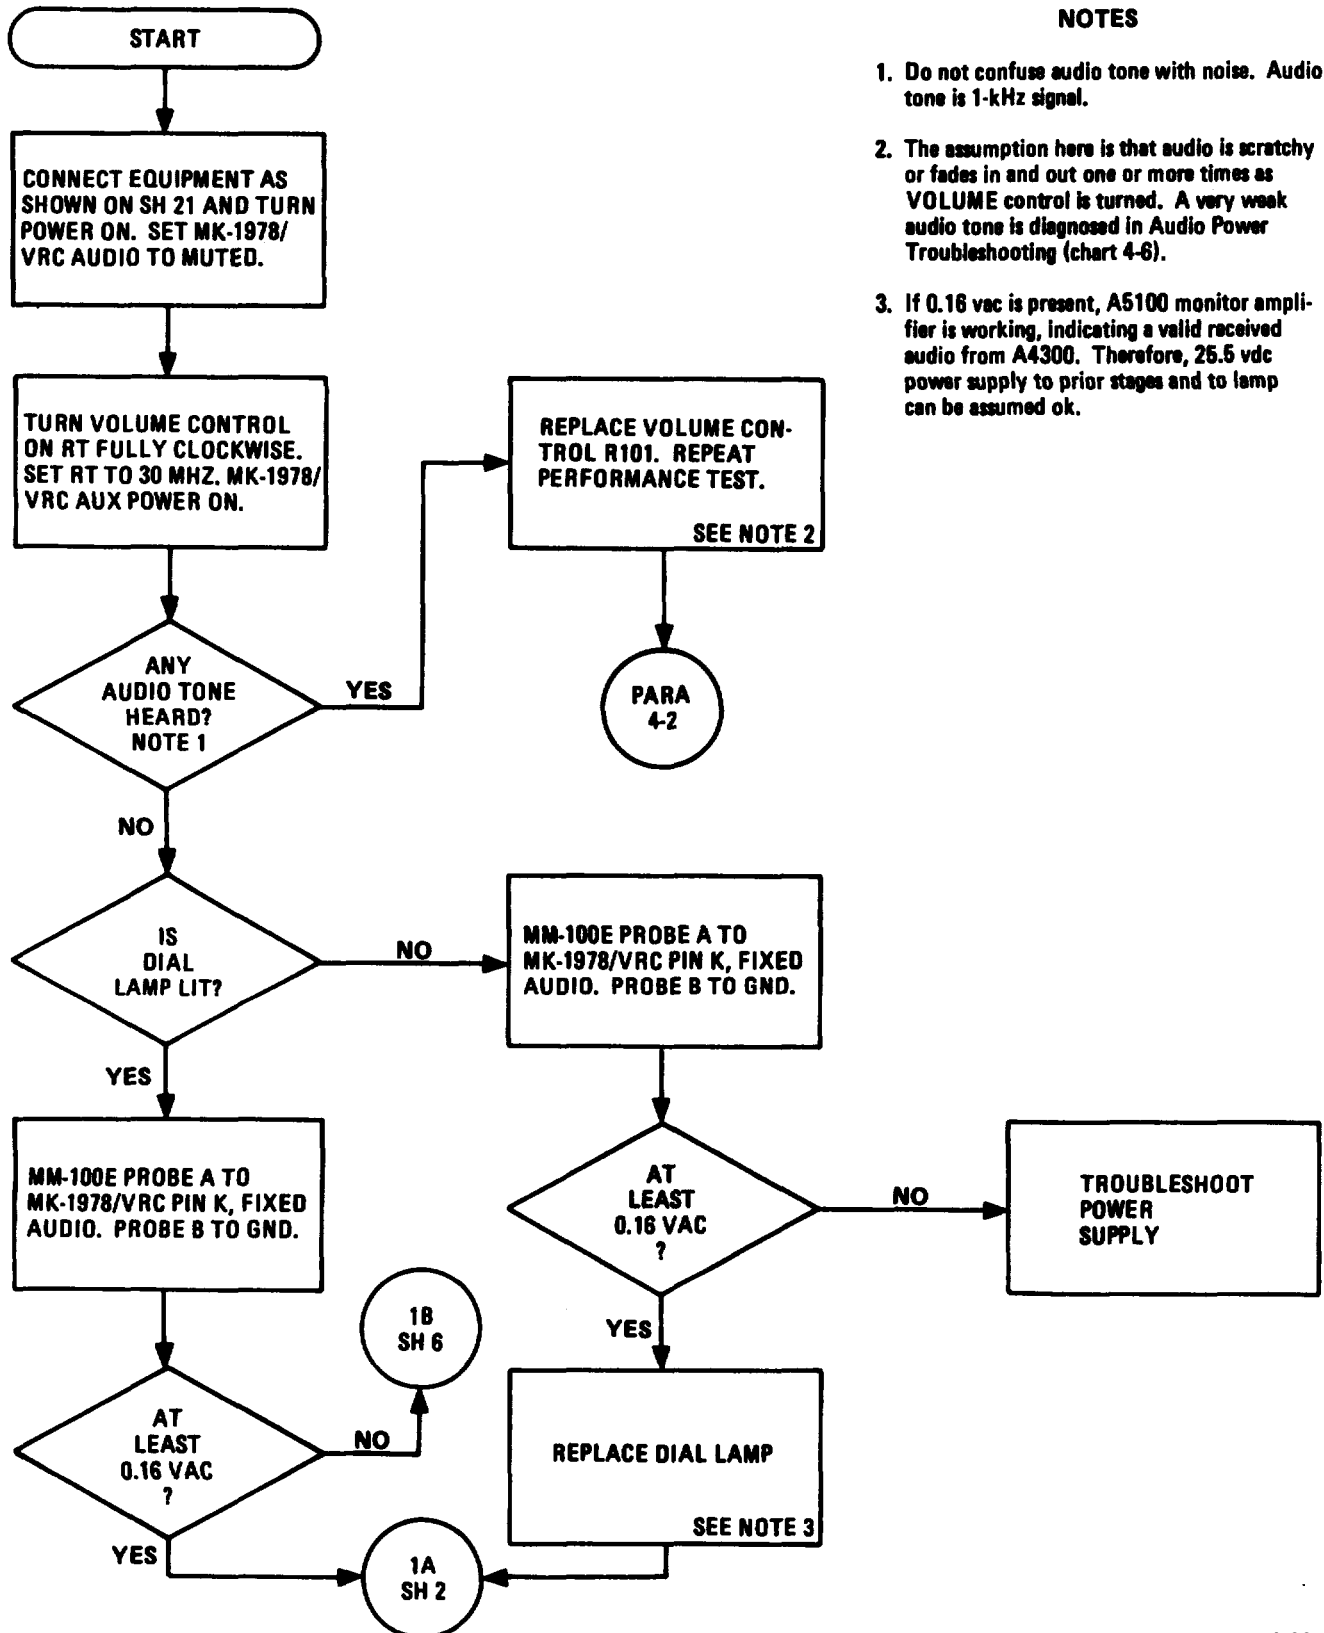 START
CONNECT EQUIPMENT AS
SHOWN ON SH 21 AND TURN
POWER ON. SET MK-1978/
VRC AUDIO TO MUTED.
TURN VOLUME CONTROL
ON RT FULLY CLOCKWISE.
SET RT TO 30 MHZ. MK-1978/
VRC AUX POWER ON.
ANY
AUDIO TONE
HEARD?
NOTE 1
YES
REPLACE VOLUME CON-
TROL R101. REPEAT
PERFORMANCE TEST.
SEE NOTE 2
PARA
4-2
NO
IS
DIAL
LAMP LIT?
NO
MM-100E PROBE A TO
MK-1978/VRC PIN K, FIXED
AUDIO. PROBE B TO GND.
YES
MM-100E PROBE A TO
MK-1978/VRC PIN K, FIXED
AUDIO. PROBE B TO GND.
AT
LEAST
0.16 VAC
?
NO
TROUBLESHOOT
POWER
SUPPLY
YES
REPLACE DIAL LAMP
SEE NOTE 3
AT
LEAST
0.16 VAC
?
NO
1B
SH 6
YES
1A
SH 2
NOTES
1. Do not confuse audio tone with noise. Audio
tone is 1-kHz signal.
2. The assumption here is that audio is scratchy
or fades in and out one or more times as
VOLUME control is turned. A very weak
audio tone is diagnosed in Audio Power
Troubleshooting (chart 4-6).
3. If 0.16 vac is present, A5100 monitor ampli-
fier is working, indicating a valid received
audio from A4300. Therefore, 25.5 vdc
power supply to prior stages and to lamp
can be assumed ok.